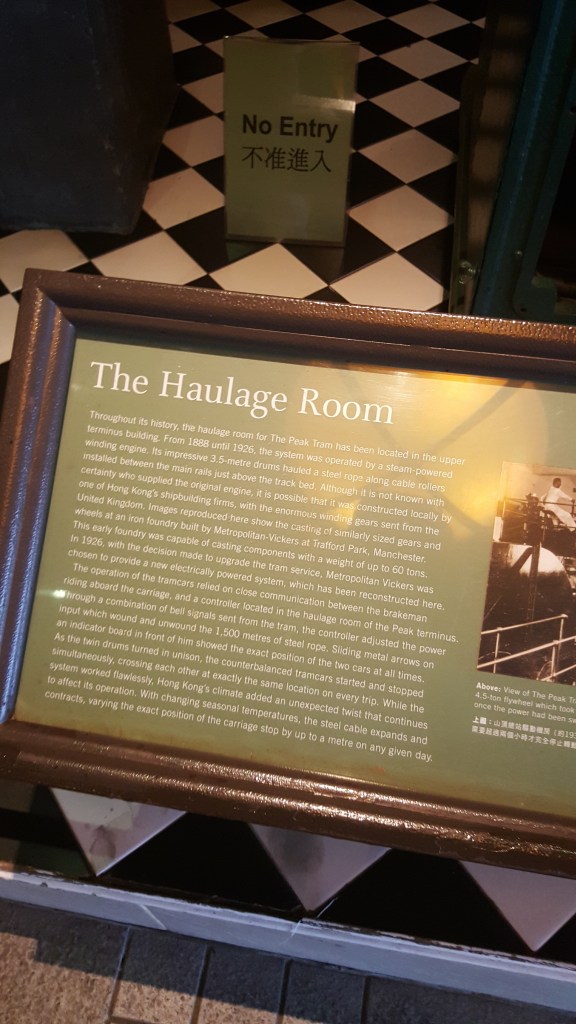 No Entry
不准進入
The Haulage Room
Throughout its history, the haulage room for The Peak Tram has been located in the upper
terminus building. From 1888 until 1926, the system was operated by a steam-powered
winding engine. Its impressive 3.5-metre drums hauled a steel rope along cable rollers
installed between the main rails just above the track bed. Although it is not known with
certainty who supplied the original engine, it is possible that it was constructed locally by
one of Hong Kong's shipbuilding firms, with the enormous winding gears sent from the
United Kingdom. Images reproduced here show the casting of similarly sized gears and
wheels at an iron foundry built by Metropolitan-Vickers at Trafford Park, Manchester.
This early foundry was capable of casting components with a weight of up to 60 tons.
In 1926, with the decision made to upgrade the tram service, Metropolitan Vickers was
chosen to provide a new electrically powered system, which has been reconstructed here.
The operation of the tramcars relied on close communication between the brakeman
riding aboard the carriage, and a controller located in the haulage room of the Peak terminus.
Through a combination of bell signals sent from the tram, the controller adjusted the power
input which wound and unwound the 1,500 metres of steel rope. Sliding metal arrows on
an indicator board in front of him showed the exact position of the two cars at all times.
As the twin drums turned in unison, the counterbalanced tramcars started and stopped
simultaneously, crossing each other at exactly the same location on every trip. While the
system worked flawlessly, Hong Kong's climate added an unexpected twist that continues
to affect its operation. With changing seasonal temperatures, the steel cable expands and
contracts, varying the exact position of the carriage stop by up to a metre on any given day.
Above: View of The Peak
4.5-ton flywheel which took
once the power had been
上圖：山頂總站